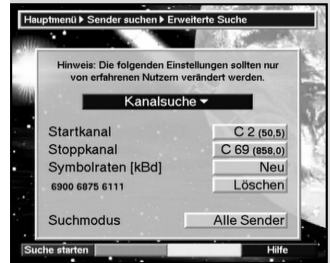 Hauptmenü ▸ Sender suchen ▸ Erweiterte Suche
Hinweis: Die folgenden Einstellungen sollten nur
von erfahrenen Nutzern verändert werden.
Kanalsuche ▾
Startkanal C 2 (50,5)
Stoppkanal C 69 (858,0)
Symbolraten [kBd] Neu
6900 6875 6111 Löschen
Suchmodus Alle Sender
Suche starten Hilfe